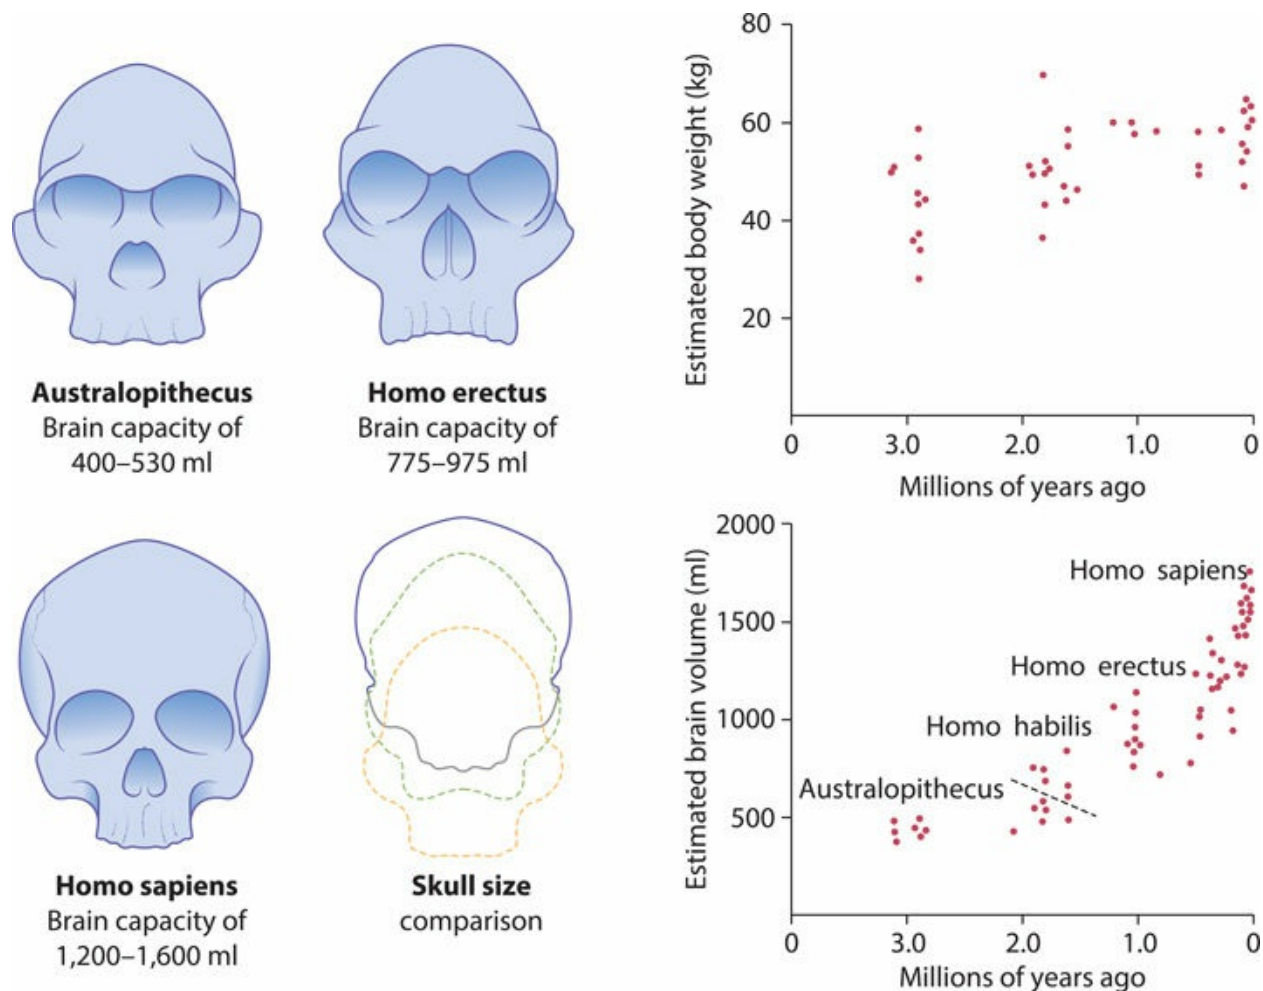 Australopithecus
Brain capacity of
400–530 ml
Homo erectus
Brain capacity of
775–975 ml
Homo sapiens
Brain capacity of
1,200–1,600 ml
Skull size
comparison
Estimated body weight (kg)
80
60
40
20
0
3.0
2.0
1.0
0
Millions of years ago
Estimated brain volume (ml)
2000
1500
1000
500
Homo sapiens
Homo erectus
Homo habilis
Australopithecus
0
3.0
2.0
1.0
0
Millions of years ago